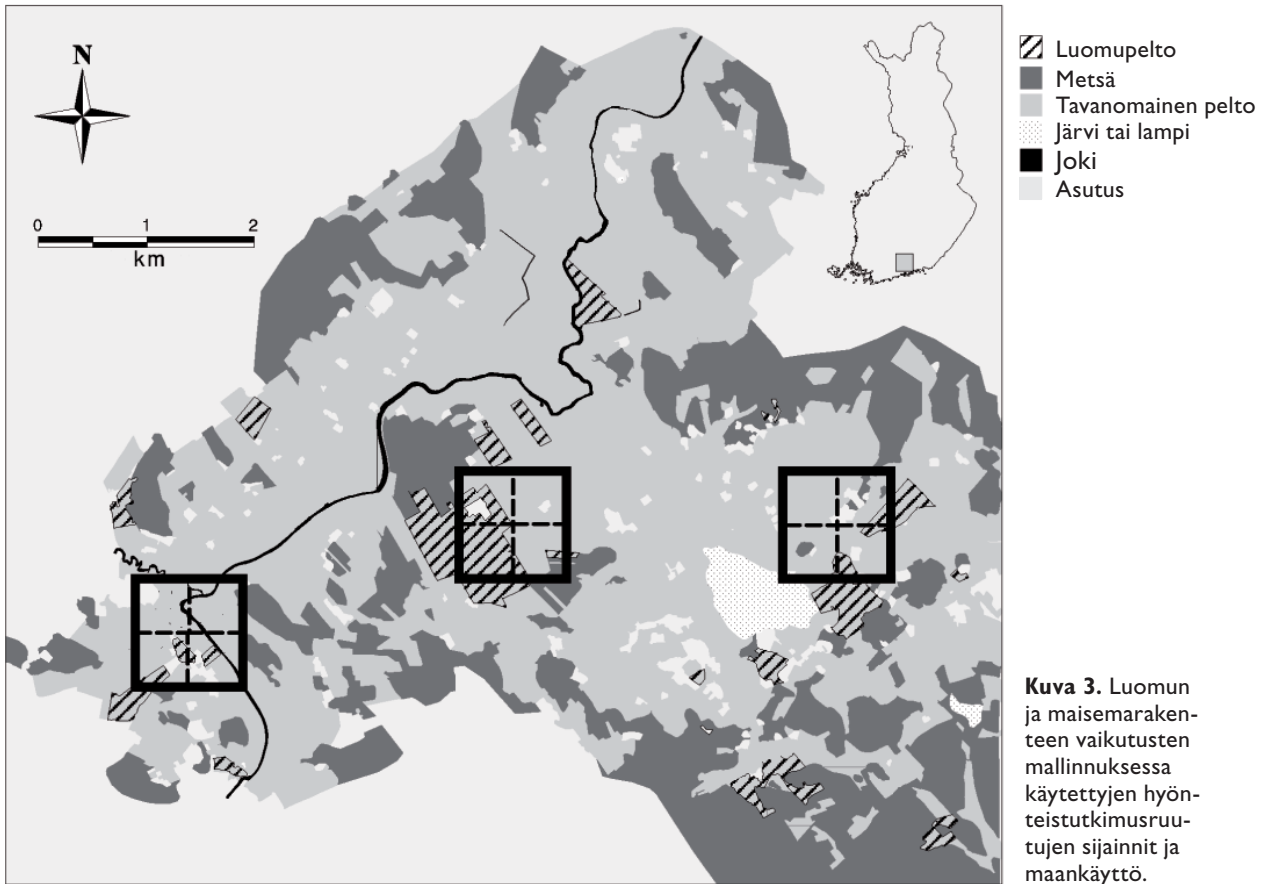 N
0 1 2
km
Luomupelto
Metsä
Tavanomainen pelto
Järvi tai lampi
Joki
Asutus
Kuva 3. Luomun
ja maisemaraken-
teen vaikutusten
mallinnuksessa
käytettyjen hyön-
teistutkimusruu-
tujen sijainnit ja
maankäyttö.